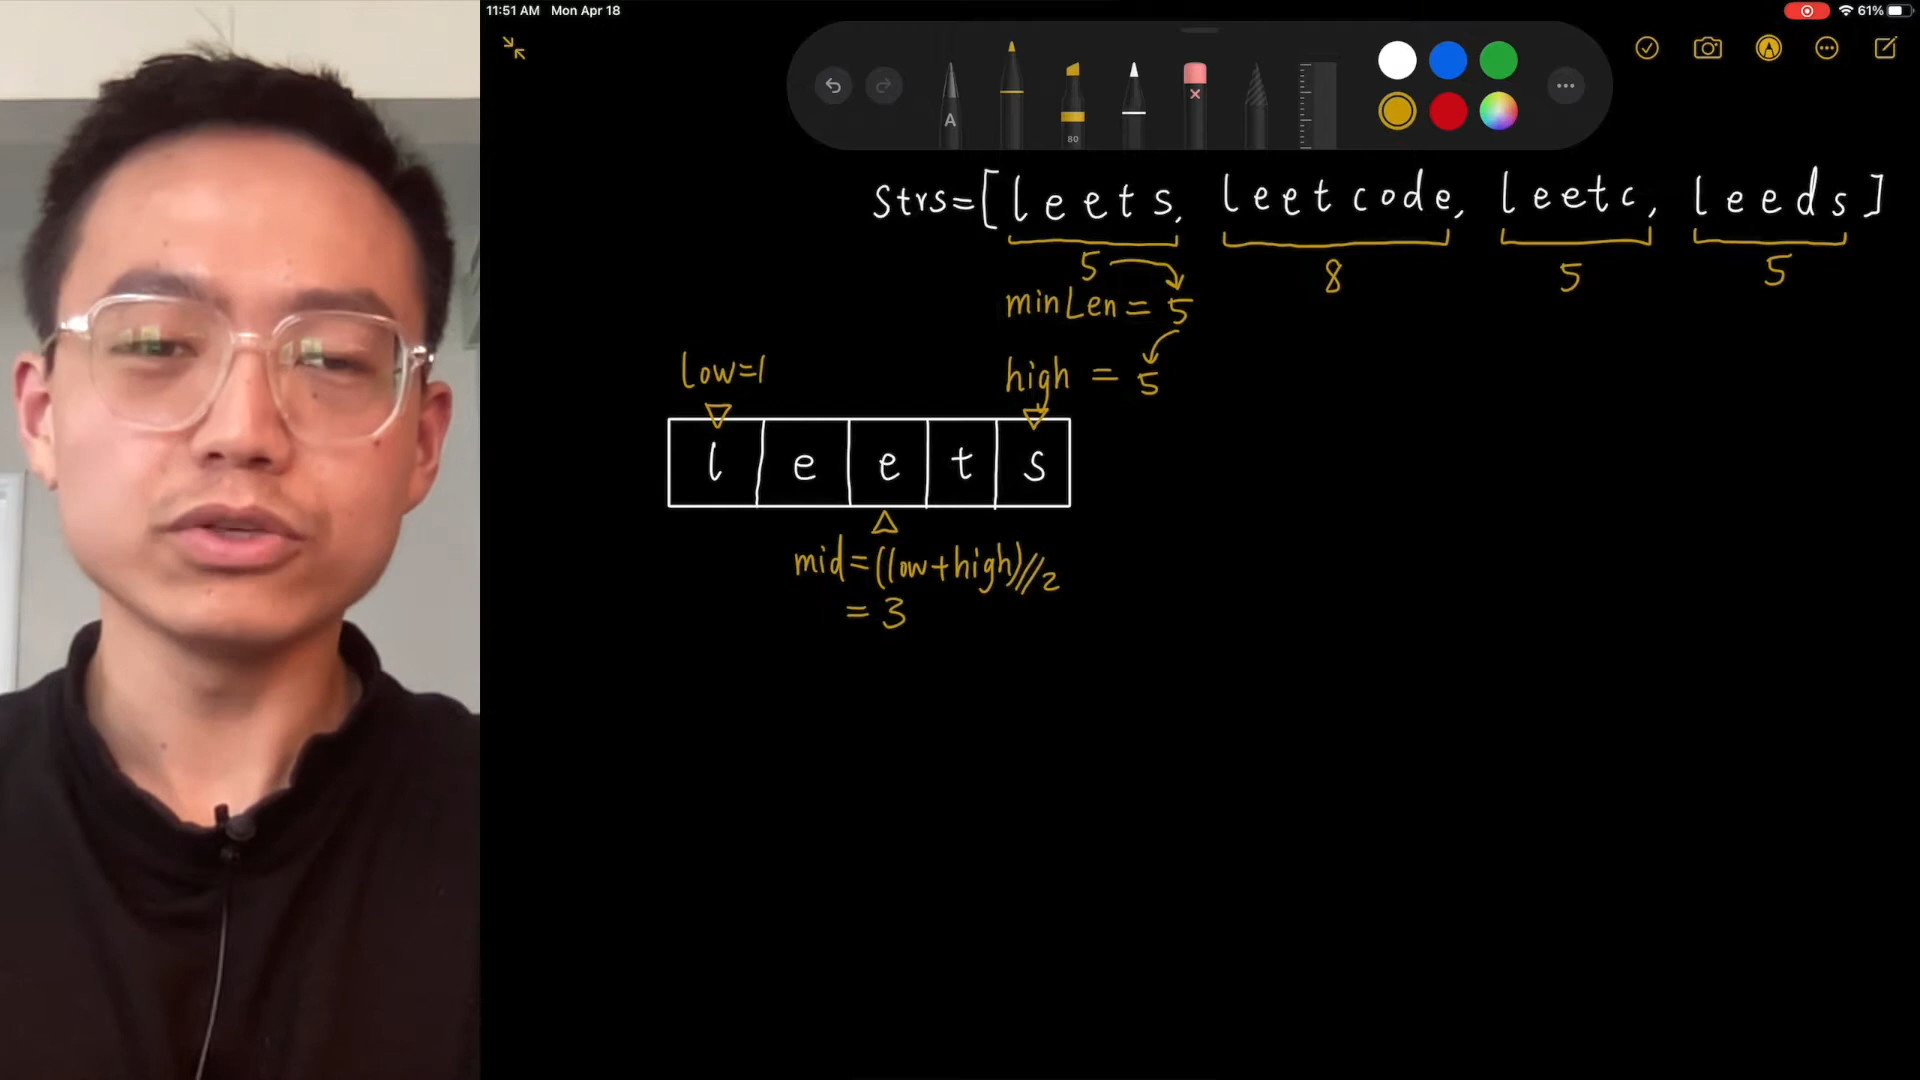 11:51 AM Mon Apr 18
61%
A
80
strs=[leets, leetcode, leetc, leeds]
5 8 5 5
minLen = 5
low=1
high = 5
l e e t s
mid=(low+high)//2
= 3